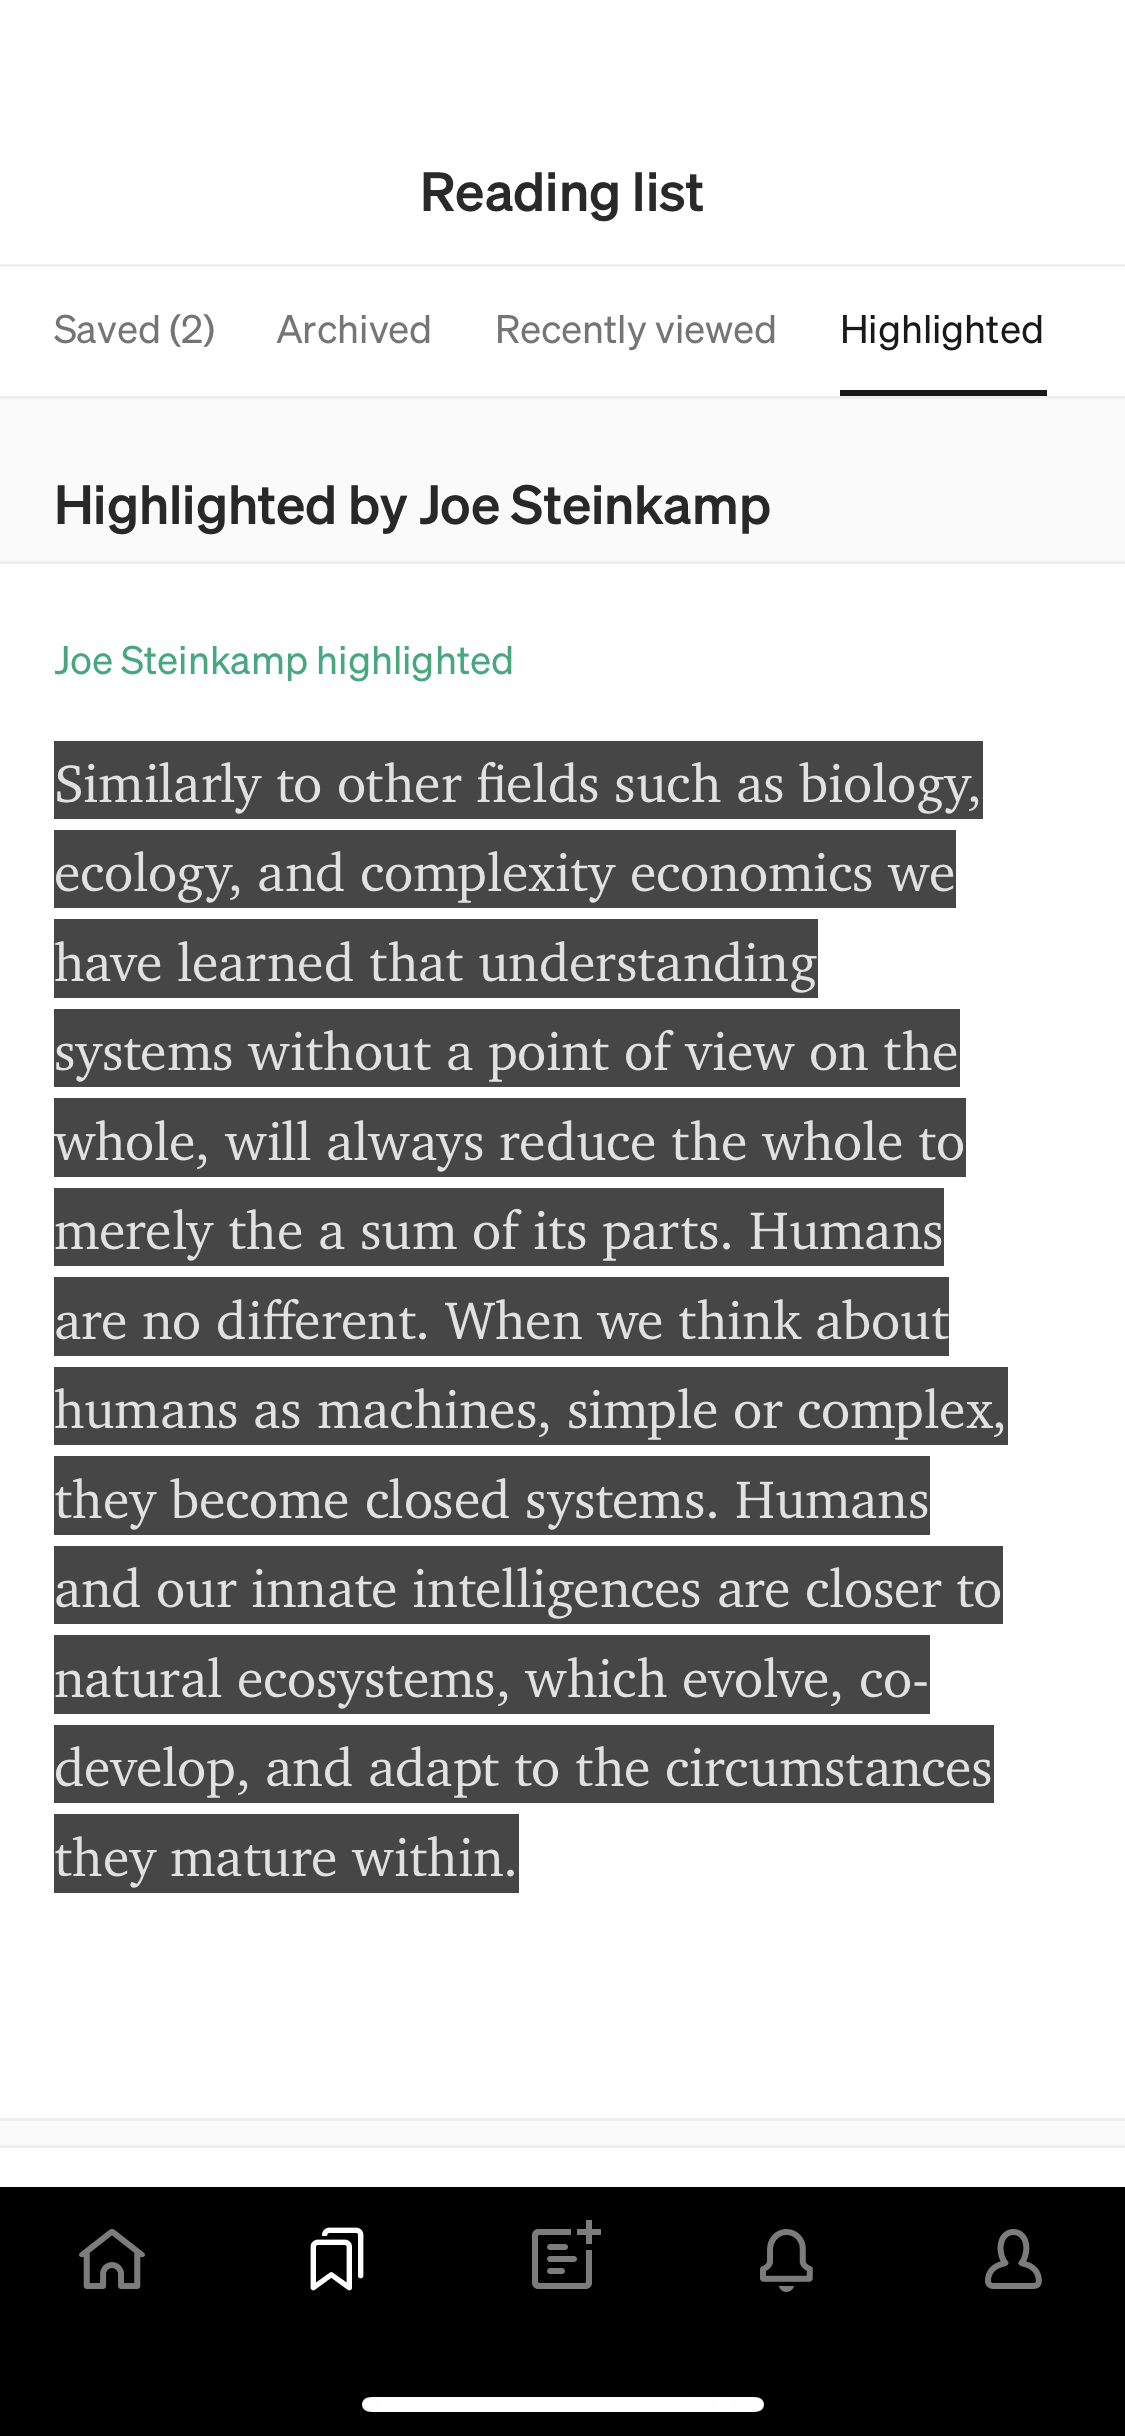 Reading list
Saved (2) Archived Recently viewed Highlighted
Highlighted by Joe Steinkamp
Joe Steinkamp highlighted
Similarly to other fields such as biology,
ecology, and complexity economics we
have learned that understanding
systems without a point of view on the
whole, will always reduce the whole to
merely the a sum of its parts. Humans
are no different. When we think about
humans as machines, simple or complex,
they become closed systems. Humans
and our innate intelligences are closer to
natural ecosystems, which evolve, co-
develop, and adapt to the circumstances
they mature within.